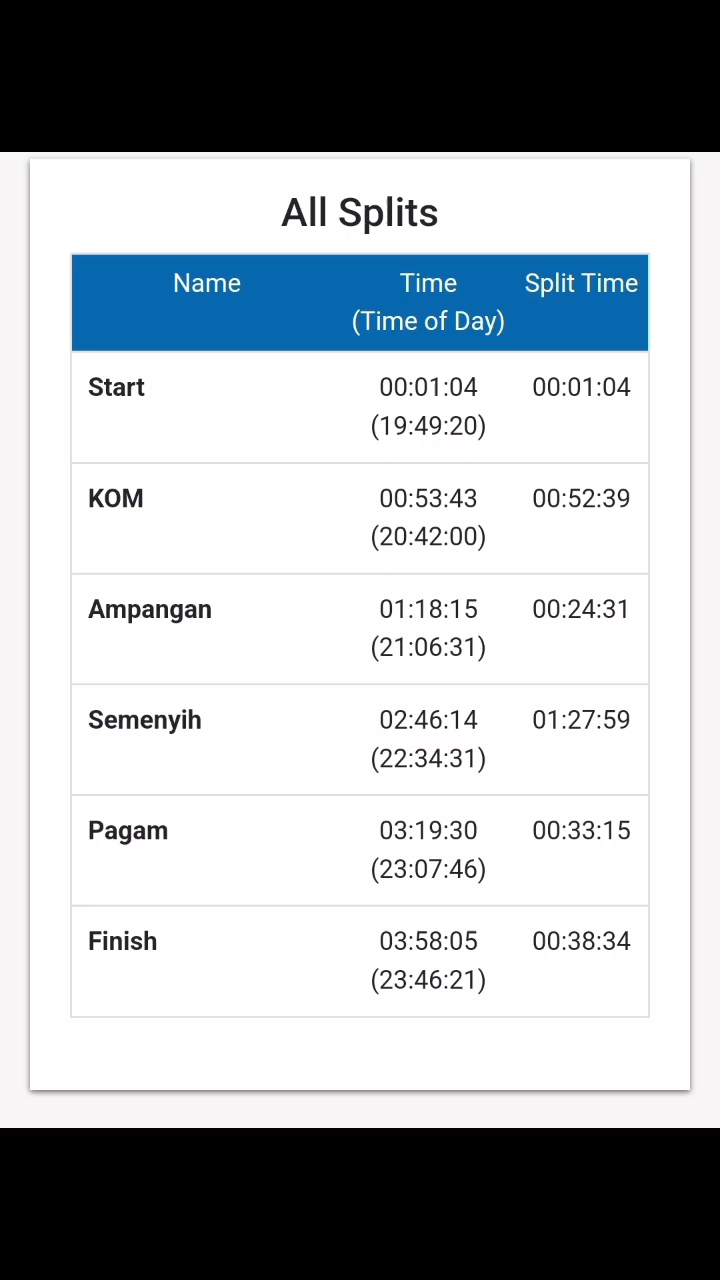 All Splits
Name Time Split Time
(Time of Day)
Start 00:01:04 00:01:04
(19:49:20)
KOM 00:53:43 00:52:39
(20:42:00)
Ampangan 01:18:15 00:24:31
(21:06:31)
Semenyih 02:46:14 01:27:59
(22:34:31)
Pagam 03:19:30 00:33:15
(23:07:46)
Finish 03:58:05 00:38:34
(23:46:21)